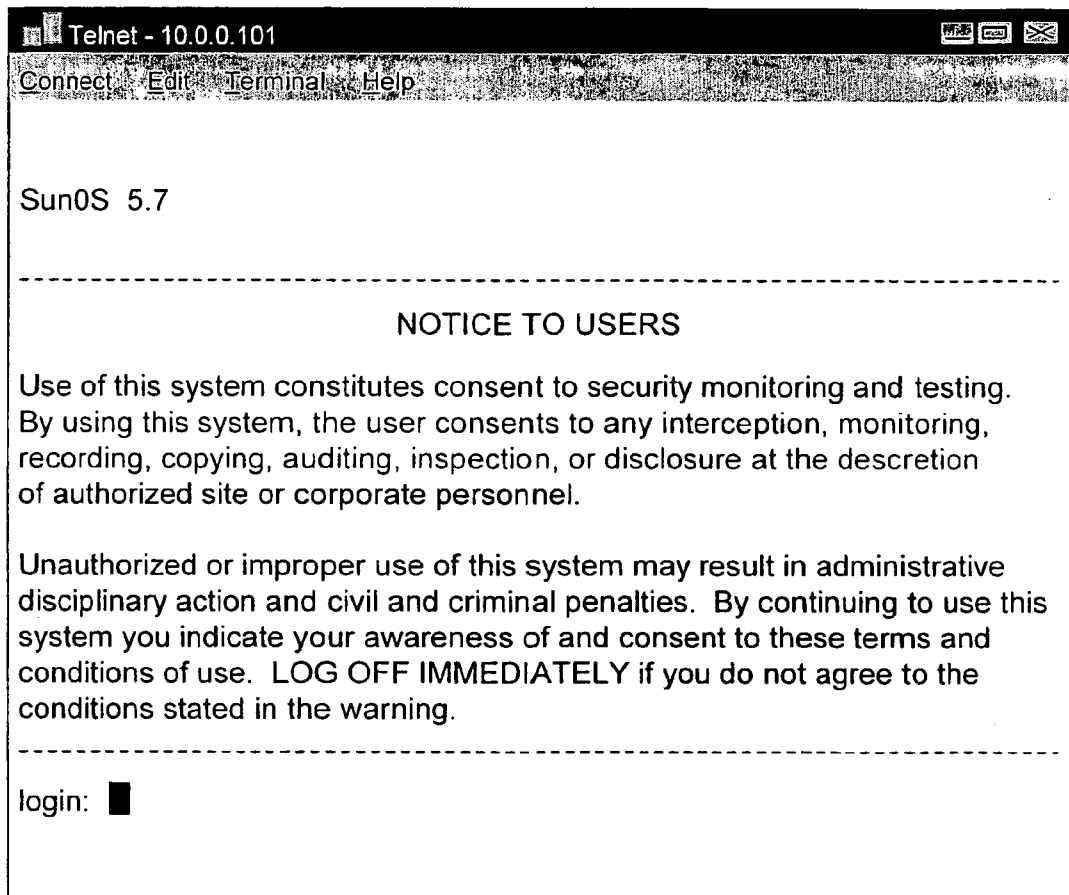 Telnet - 10.0.0.101
Connect Edit Terminal Help
Sun0S 5.7
NOTICE TO USERS
Use of this system constitutes consent to security monitoring and testing.
By using this system, the user consents to any interception, monitoring,
recording, copying, auditing, inspection, or disclosure at the descretion
of authorized site or corporate personnel.
Unauthorized or improper use of this system may result in administrative
disciplinary action and civil and criminal penalties. By continuing to use this
system you indicate your awareness of and consent to these terms and
conditions of use. LOG OFF IMMEDIATELY if you do not agree to the
conditions stated in the warning.
login: